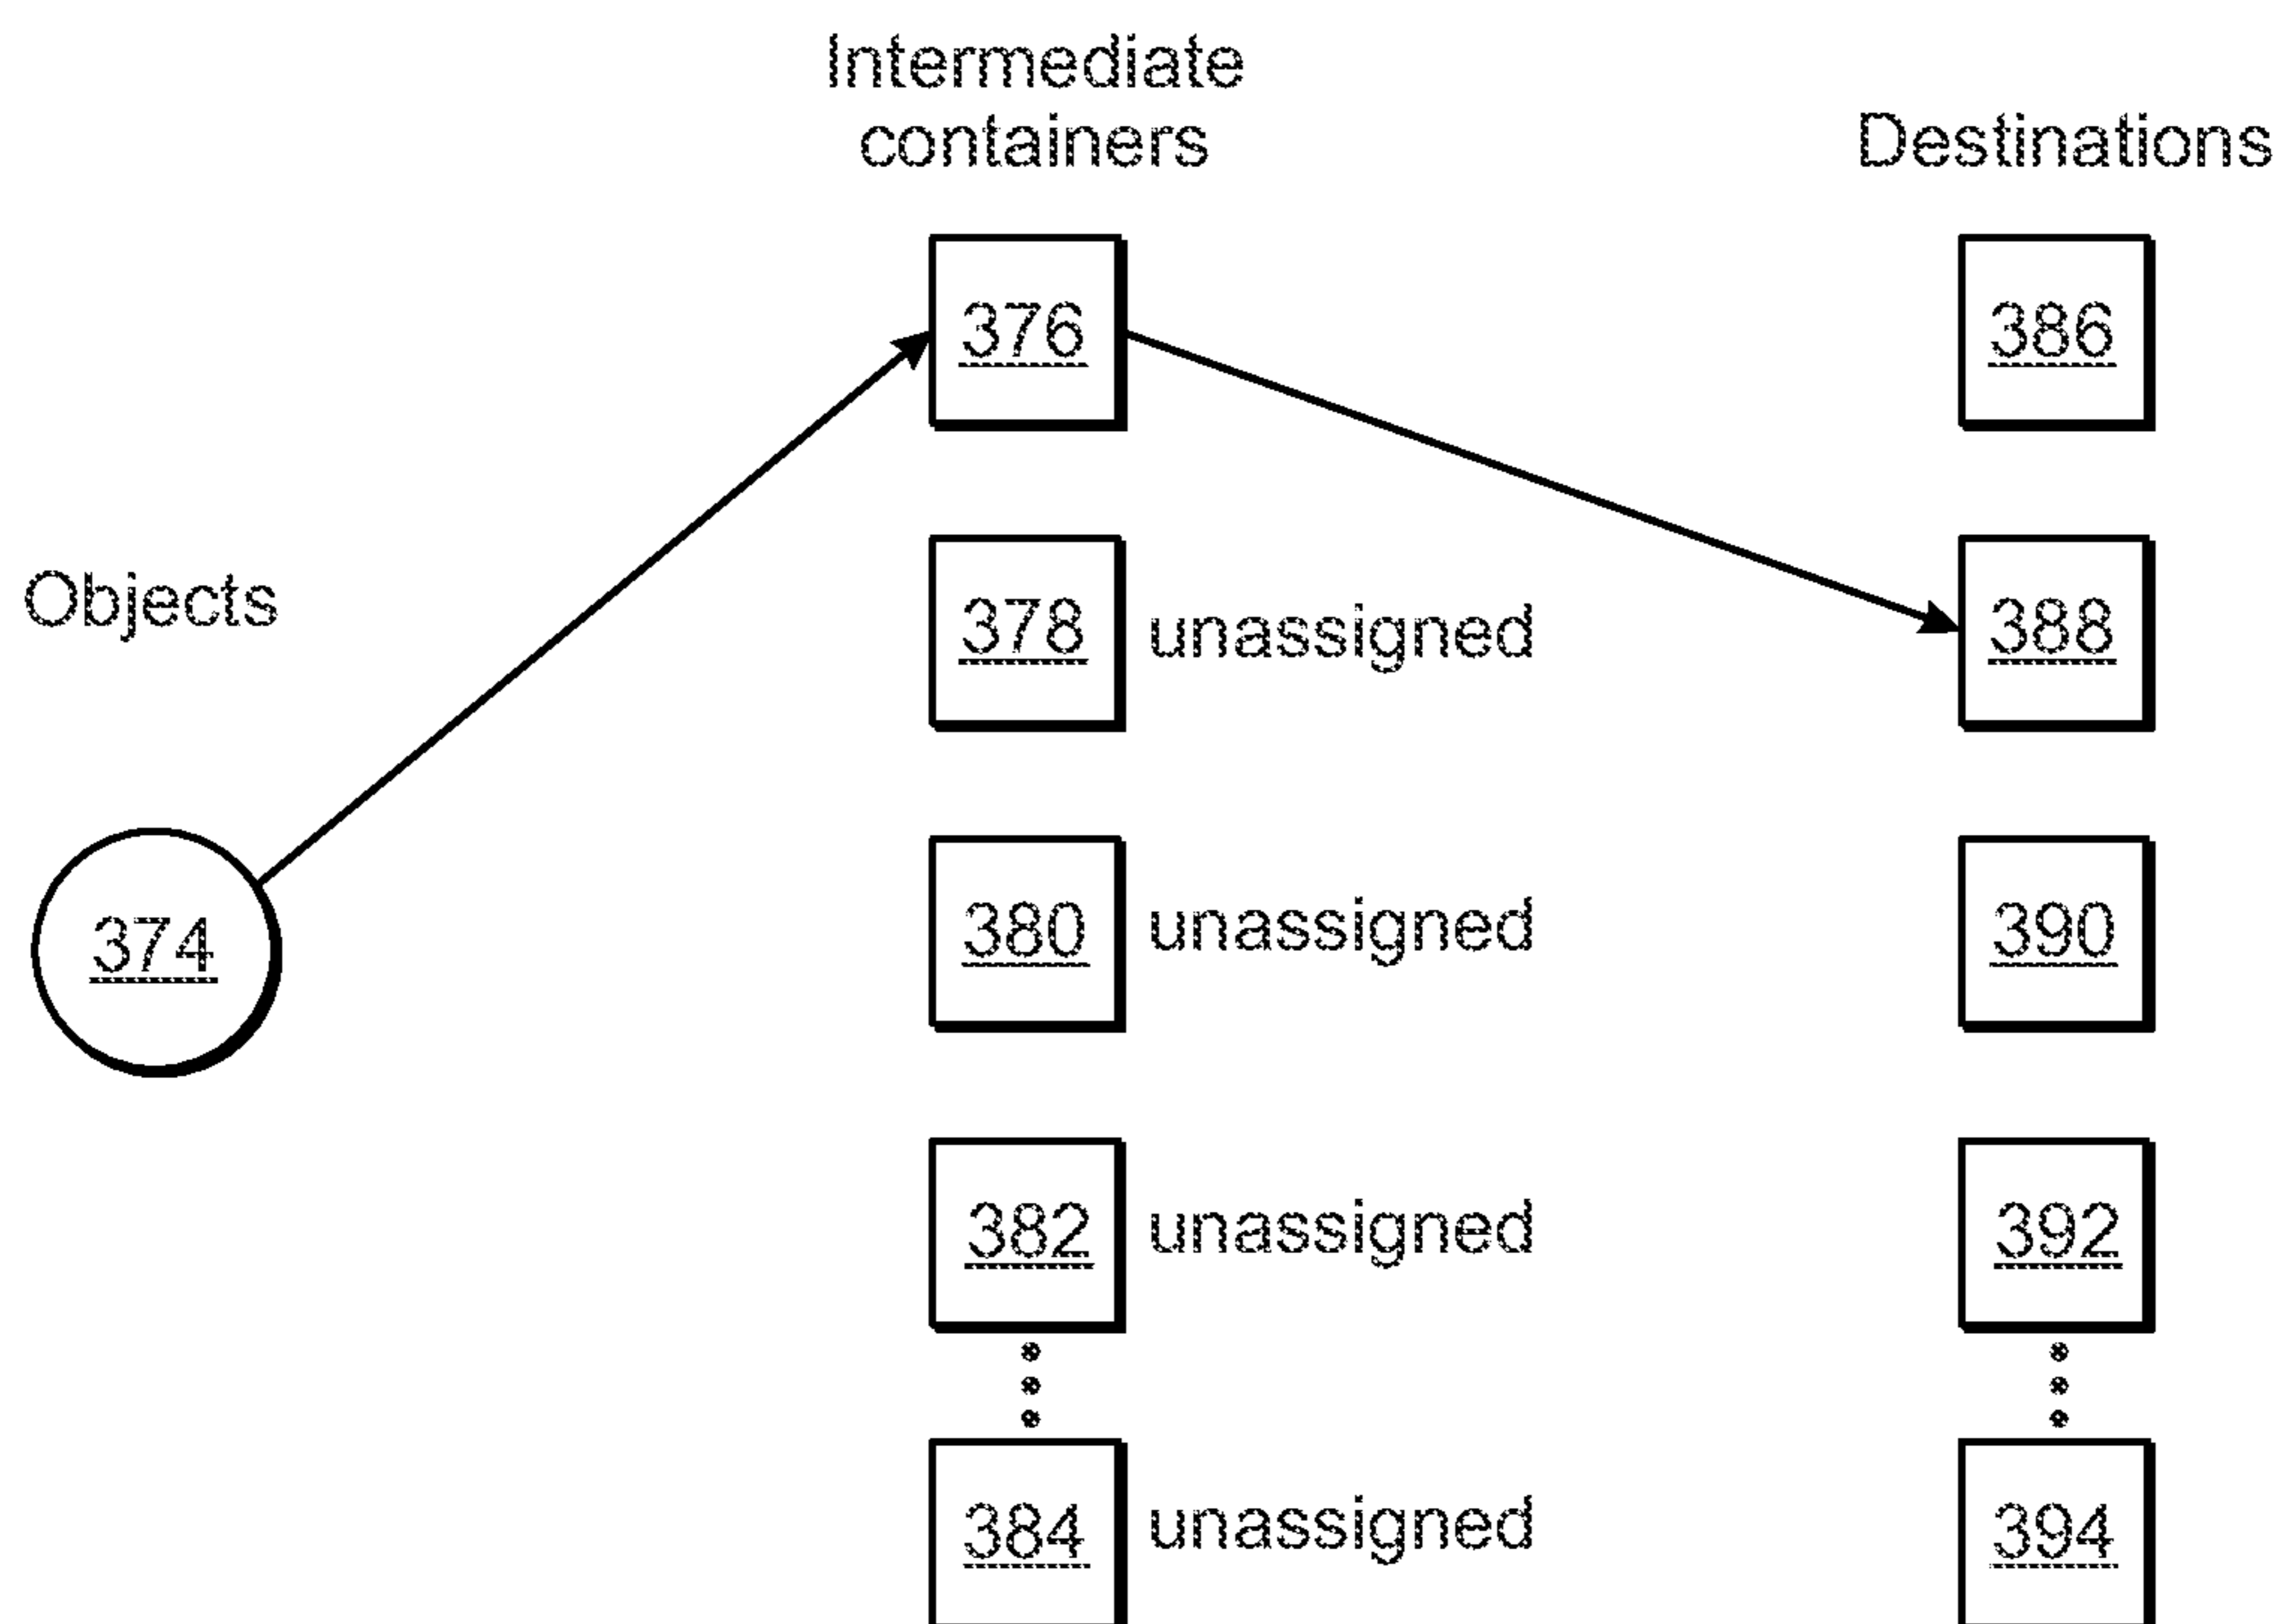 Intermediate
containers
Destinations
376
386
Objects
378 unassigned
388
374
380 unassigned
390
382 unassigned
392
384 unassigned
394